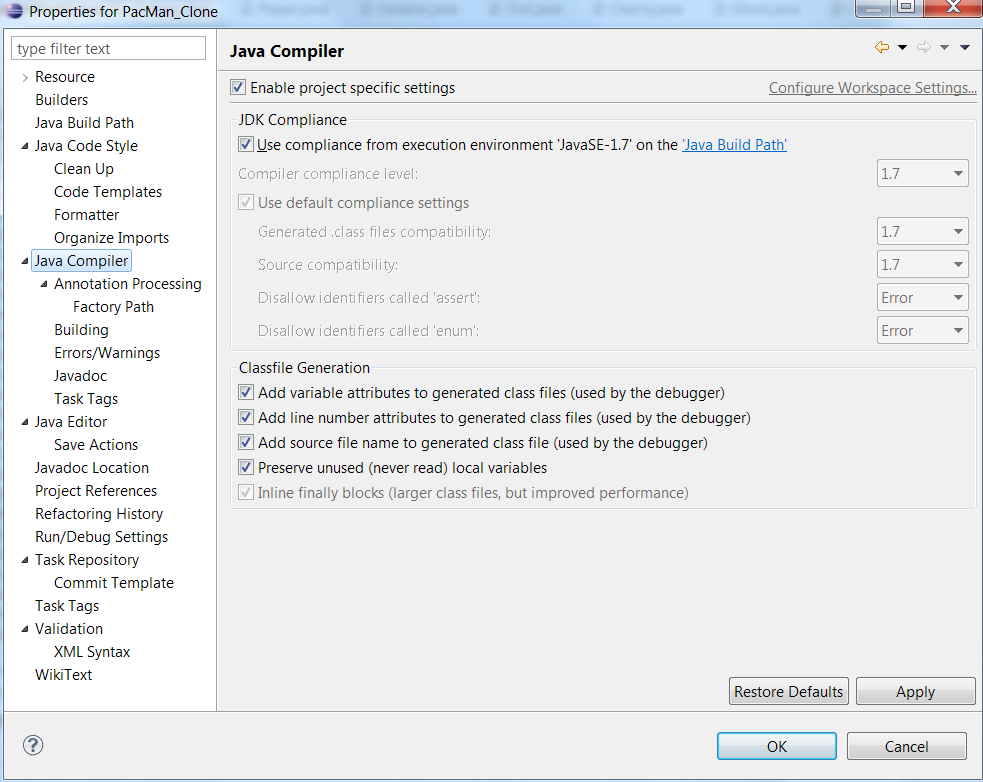 Properties for PacMan_Clone
type filter text
Resource
Builders
Java Build Path
Java Code Style
Clean Up
Code Templates
Formatter
Organize Imports
Java Compiler
Annotation Processing
Factory Path
Building
Errors/Warnings
Javadoc
Task Tags
Java Editor
Save Actions
Javadoc Location
Project References
Refactoring History
Run/Debug Settings
Task Repository
Commit Template
Task Tags
Validation
XML Syntax
WikiText
Java Compiler
Enable project specific settings
Configure Workspace Settings...
JDK Compliance
Use compliance from execution environment 'JavaSE-1.7' on the 'Java Build Path'
Compiler compliance level: 1.7
Use default compliance settings
Generated .class files compatibility: 1.7
Source compatibility: 1.7
Disallow identifiers called 'assert': Error
Disallow identifiers called 'enum': Error
Classfile Generation
Add variable attributes to generated class files (used by the debugger)
Add line number attributes to generated class files (used by the debugger)
Add source file name to generated class file (used by the debugger)
Preserve unused (never read) local variables
Inline finally blocks (larger class files, but improved performance)
Restore Defaults
Apply
OK
Cancel